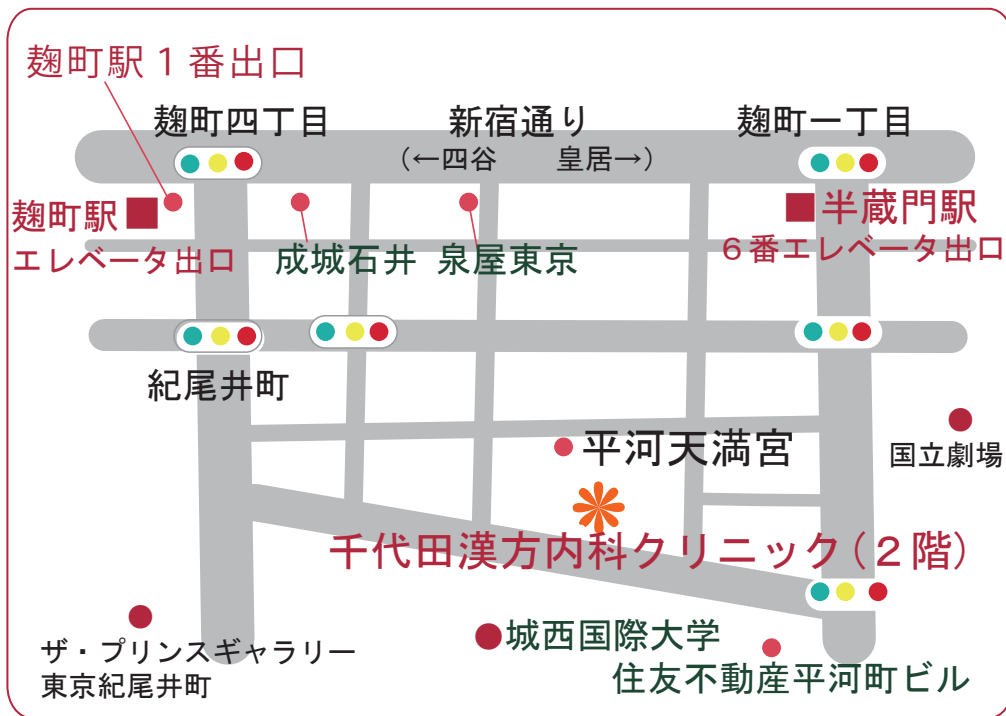 麹町駅１番出口
麹町四丁目
新宿通り
麹町一丁目
（←四谷　皇居→）
麹町駅
エレベータ出口
成城石井
泉屋東京
半蔵門駅
６番エレベータ出口
紀尾井町
平河天満宮
国立劇場
千代田漢方内科クリニック（２階）
ザ・プリンスギャラリー
東京紀尾井町
城西国際大学
住友不動産平河町ビル